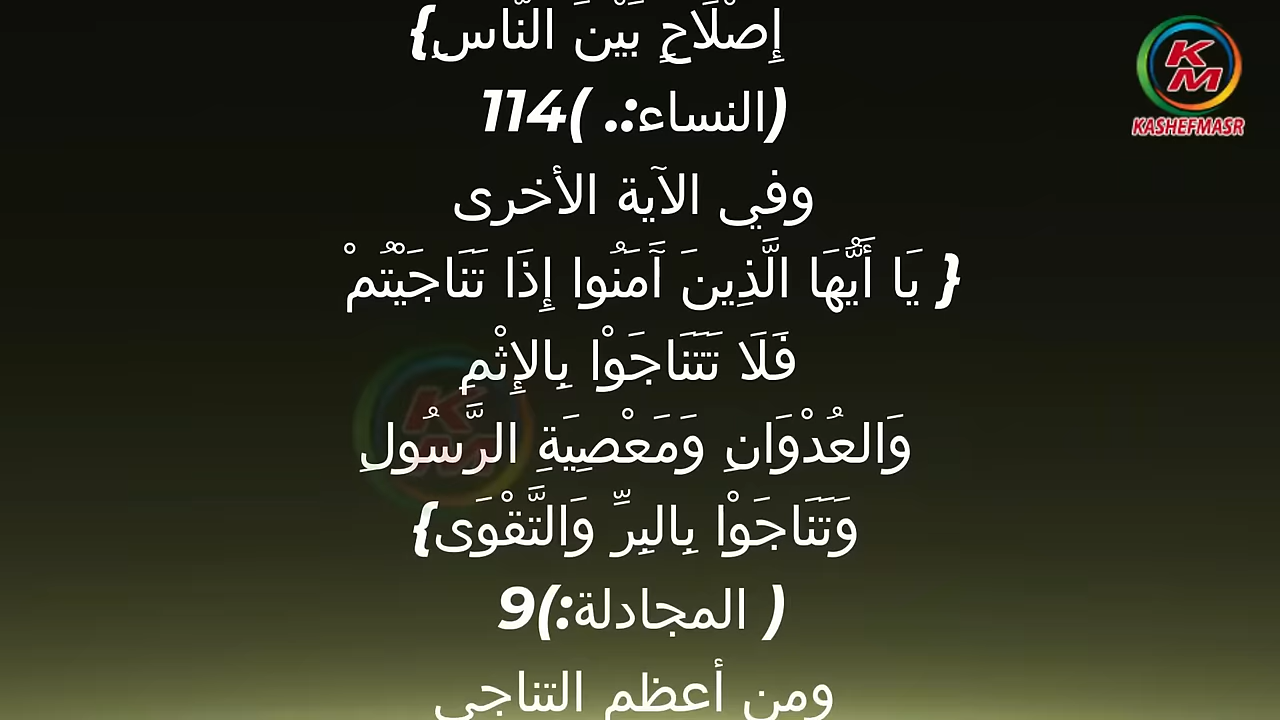 إِصْلَاحٍ بَيْنَ النَّاسِ}
(النساء:. )114
وفي الآية الأخرى
{ يَا أَيُّهَا الَّذِينَ آَمَنُوا إِذَا تَنَاجَيْتُمْ
فَلَا تَتَنَاجَوْا بِالإِثْمِ
وَالعُدْوَانِ وَمَعْصِيَةِ الرَّسُولِ
وَتَنَاجَوْا بِالبِرِّ وَالتَّقْوَى}
( المجادلة:)9
ومن أعظم التناجي
KM
KASHEFMASR
KM